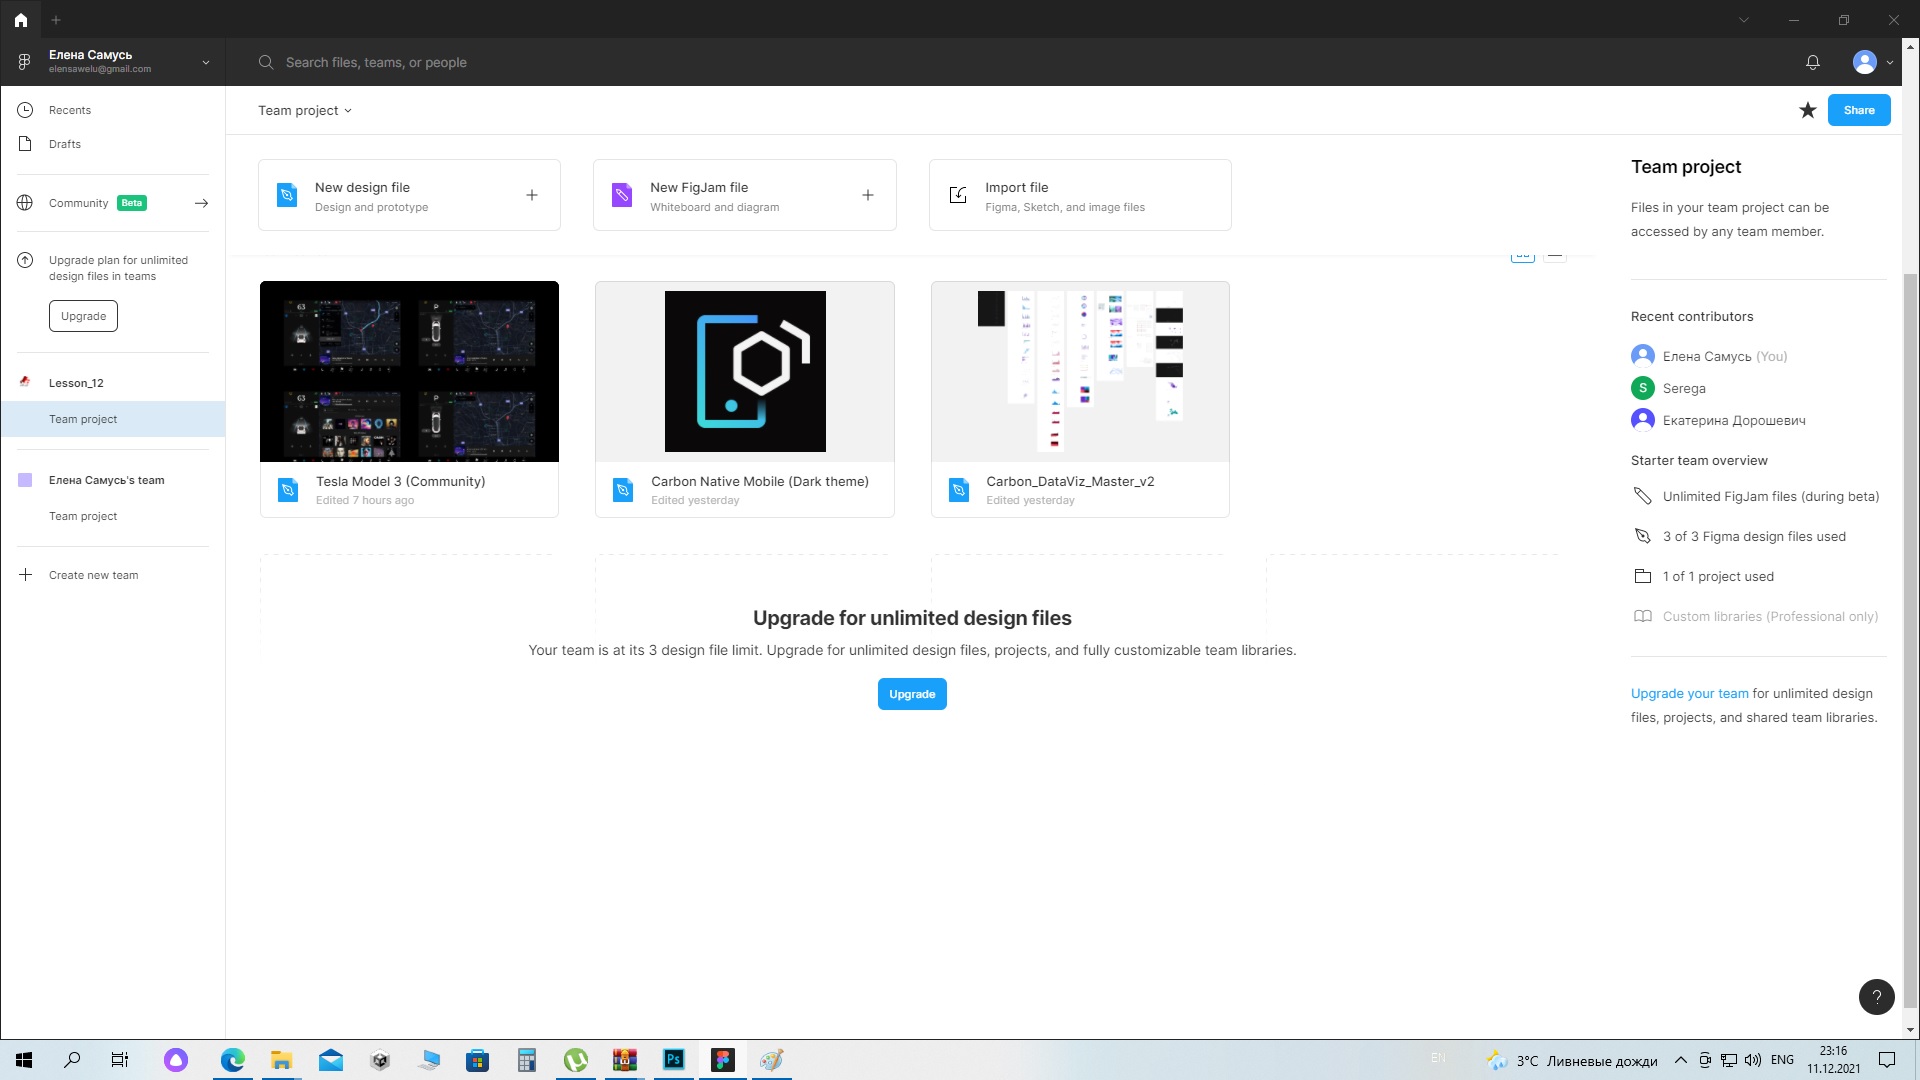 Елена Самусь
elensawelu@gmail.com
Search files, teams, or people
Recents
Drafts
Community Beta
Upgrade plan for unlimited
design files in teams
Upgrade
Lesson_12
Team project
Елена Самусь's team
Team project
Create new team
Team project
Share
New design file
Design and prototype
New FigJam file
Whiteboard and diagram
Import file
Figma, Sketch, and image files
Tesla Model 3 (Community)
Edited 7 hours ago
Carbon Native Mobile (Dark theme)
Edited yesterday
Carbon_DataViz_Master_v2
Edited yesterday
Upgrade for unlimited design files
Your team is at its 3 design file limit. Upgrade for unlimited design files, projects, and fully customizable team libraries.
Upgrade
Team project
Files in your team project can be
accessed by any team member.
Recent contributors
Елена Самусь (You)
S Serega
Екатерина Дорошевич
Starter team overview
Unlimited FigJam files (during beta)
3 of 3 Figma design files used
1 of 1 project used
Custom libraries (Professional only)
Upgrade your team for unlimited design
files, projects, and shared team libraries.
?
Ps
EN
3°C Ливневые дожди
ENG
23:16
11.12.2021